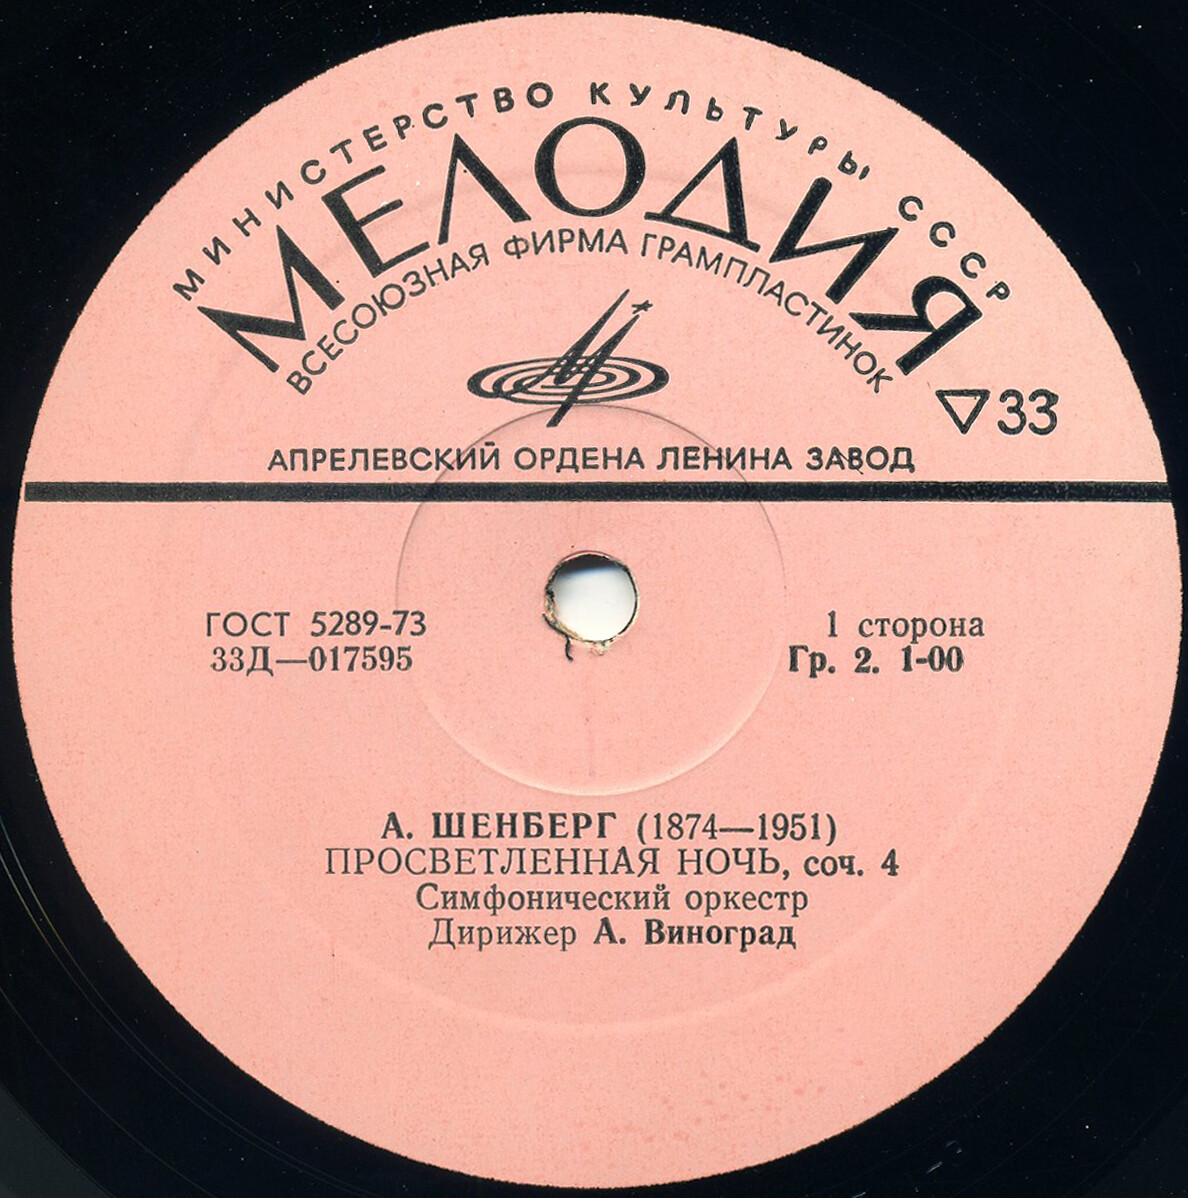 МИНИСТЕРСТВО КУЛЬТУРЫ СССР
МЕЛОДИЯ
ВСЕСОЮЗНАЯ ФИРМА ГРАМПЛАСТИНОК
33
АПРЕЛЕВСКИЙ ОРДЕНА ЛЕНИНА ЗАВОД
ГОСТ 5289-73
33Д—017595
1 сторона
Гр. 2. 1-00
А. ШЕНБЕРГ (1874—1951)
ПРОСВЕТЛЕННАЯ НОЧЬ, соч. 4
Симфонический оркестр
Дирижер А. Виноград